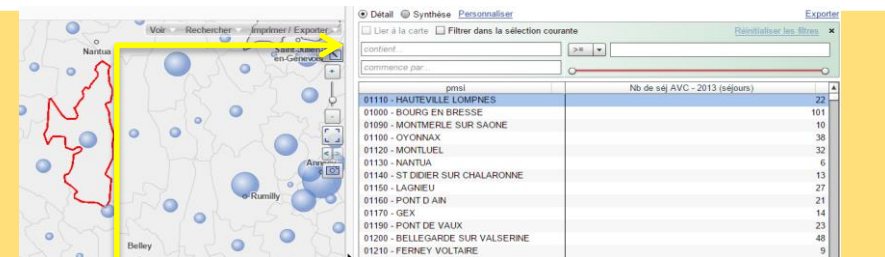 Voir Rechercher Imprimer / Exporter
Nantua
en-Genevois
Rumilly
Belley
Détail Synthèse Personnaliser Exporter
Lier à la carte Filtrer dans la sélection courante Réinitialiser les filtres ×
contient...
>=
commence par...
pmsi Nb de séj AVC - 2013 (séjours)
01110 - HAUTEVILLE LOMPNES 22
01000 - BOURG EN BRESSE 101
01090 - MONTMERLE SUR SAONE 10
01100 - OYONNAX 38
01120 - MONTLUEL 32
01130 - NANTUA 6
01140 - ST DIDIER SUR CHALARONNE 13
01150 - LAGNIEU 27
01160 - PONT D AIN 21
01170 - GEX 14
01190 - PONT DE VAUX 23
01200 - BELLEGARDE SUR VALSERINE 48
01210 - FERNEY VOLTAIRE 9